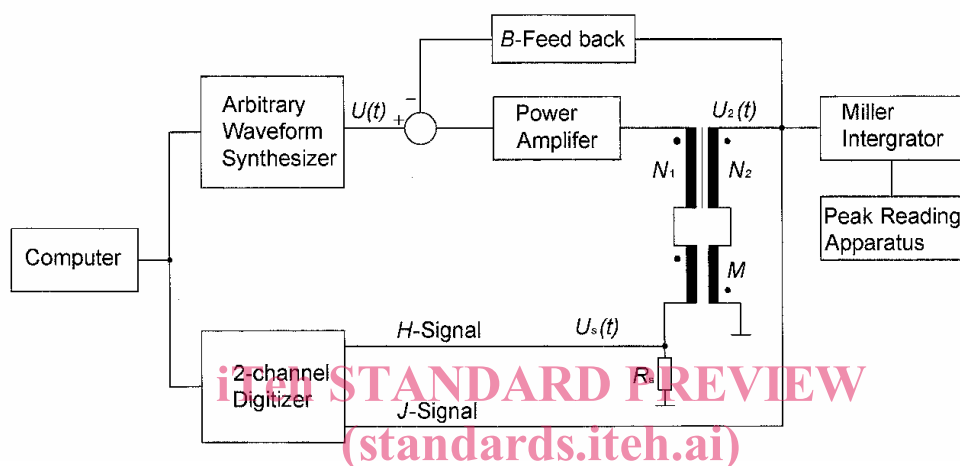 B-Feed back
Arbitrary
Waveform
Synthesizer
U(t)
−
+
Power
Amplifer
U₂(t)
Miller
Intergrator
N₁
N₂
Peak Reading
Apparatus
Computer
M
H-Signal
Uₛ(t)
2-channel
Digitizer
Rₛ
J-Signal
iTeh STANDARD PREVIEW
(standards.iteh.ai)